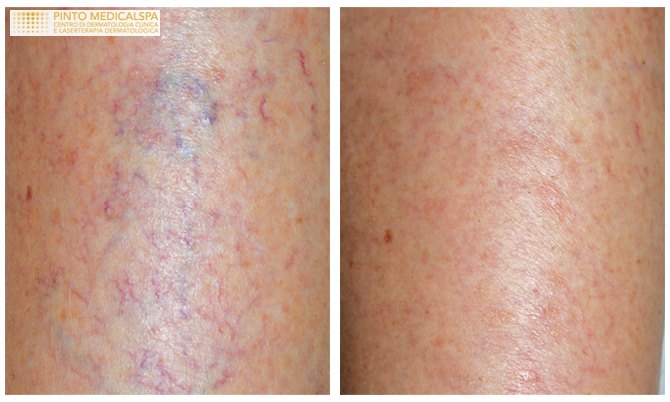 PINTO MEDICALSPA
CENTRO DI DERMATOLOGIA CLINICA
E LASERTERAPIA DERMATOLOGICA